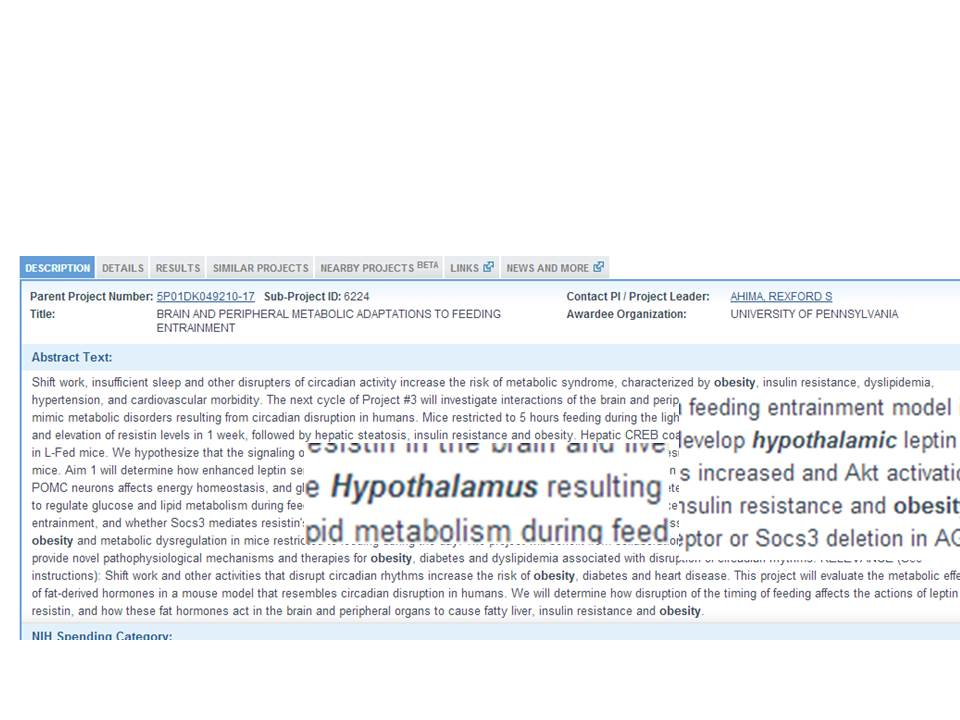 DESCRIPTION DETAILS RESULTS SIMILAR PROJECTS NEARBY PROJECTS BETA LINKS NEWS AND MORE
Parent Project Number: 5P01DK049210-17 Sub-Project ID: 6224 Contact PI / Project Leader: AHIMA, REXFORD S
Title: BRAIN AND PERIPHERAL METABOLIC ADAPTATIONS TO FEEDING Awardee Organization: UNIVERSITY OF PENNSYLVANIA
ENTRAINMENT
Abstract Text:
Shift work, insufficient sleep and other disrupters of circadian activity increase the risk of metabolic syndrome, characterized by obesity, insulin resistance, dyslipidemia,
hypertension, and cardiovascular morbidity. The next cycle of Project #3 will investigate interactions of the brain and perip
mimic metabolic disorders resulting from circadian disruption in humans. Mice restricted to 5 hours feeding during the ligh
and elevation of resistin levels in 1 week, followed by hepatic steatosis, insulin resistance and obesity. Hepatic CREB coa
in L-Fed mice. We hypothesize that the signaling o
mice. Aim 1 will determine how enhanced leptin se
POMC neurons affects energy homeostasis, and gl
to regulate glucose and lipid metabolism during fee
entrainment, and whether Socs3 mediates resistin's
obesity and metabolic dysregulation in mice restric
provide novel pathophysiological mechanisms and therapies for obesity, diabetes and dyslipidemia associated with disrup
instructions): Shift work and other activities that disrupt circadian rhythms increase the risk of obesity, diabetes and heart disease. This project will evaluate the metabolic effe
of fat-derived hormones in a mouse model that resembles circadian disruption in humans. We will determine how disruption of the timing of feeding affects the actions of leptin
resistin, and how these fat hormones act in the brain and peripheral organs to cause fatty liver, insulin resistance and obesity.
NIH Spending Category:
esistin in the brain and live
e Hypothalamus resulting
pid metabolism during feed
feeding entrainment model
evelop hypothalamic leptin
s increased and Akt activatio
nsulin resistance and obesity
ptor or Socs3 deletion in AG